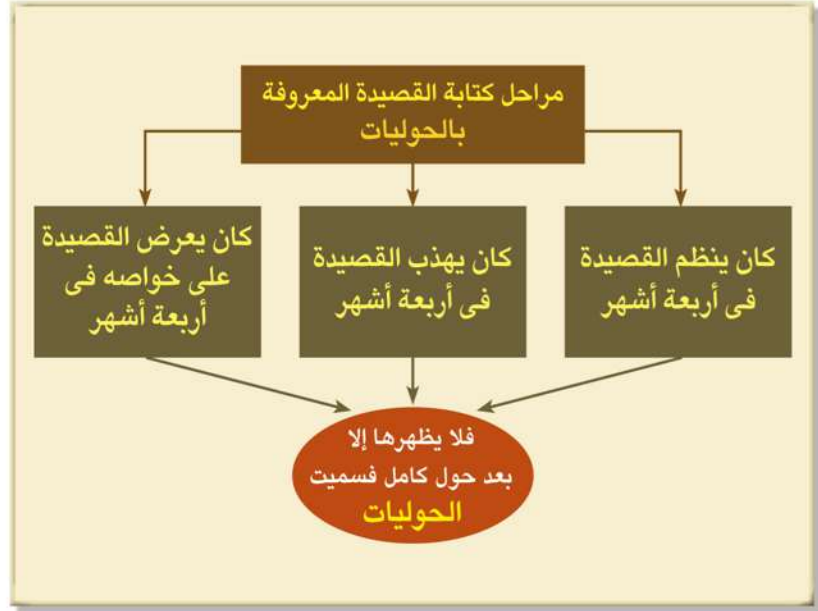 مراحل كتابة القصيدة المعروفة
بالحوليات
كان ينظم القصيدة
فى أربعة أشهر
كان يهذب القصيدة
فى أربعة أشهر
كان يعرض القصيدة
على خواصه فى
أربعة أشهر
فلا يظهرها إلا
بعد حول كامل فسميت
الحوليات